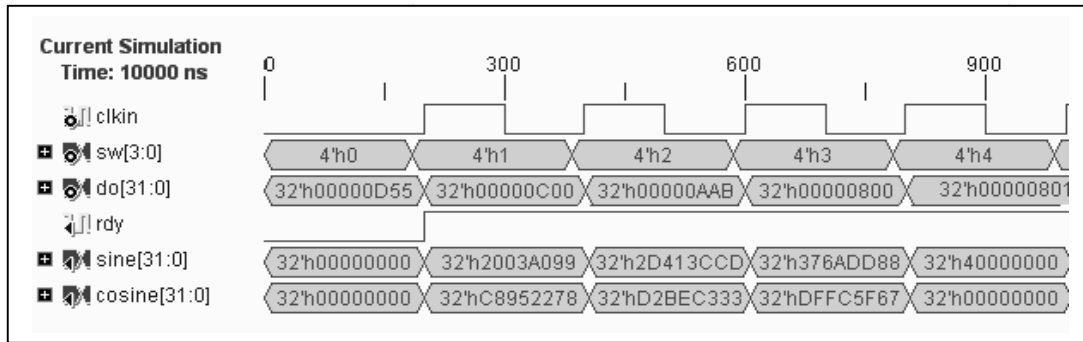 Current Simulation
Time: 10000 ns
0 300 600 900
clkin
sw[3:0] 4'h0 4'h1 4'h2 4'h3 4'h4
do[31:0] 32'h00000D55 32'h00000C00 32'h00000AAB 32'h00000800 32'h00000801
rdy
sine[31:0] 32'h00000000 32'h2003A099 32'h2D413CCD 32'h376ADD88 32'h40000000
cosine[31:0] 32'h00000000 32'hC8952278 32'hD2BEC333 32'hDFFC5F67 32'h00000000